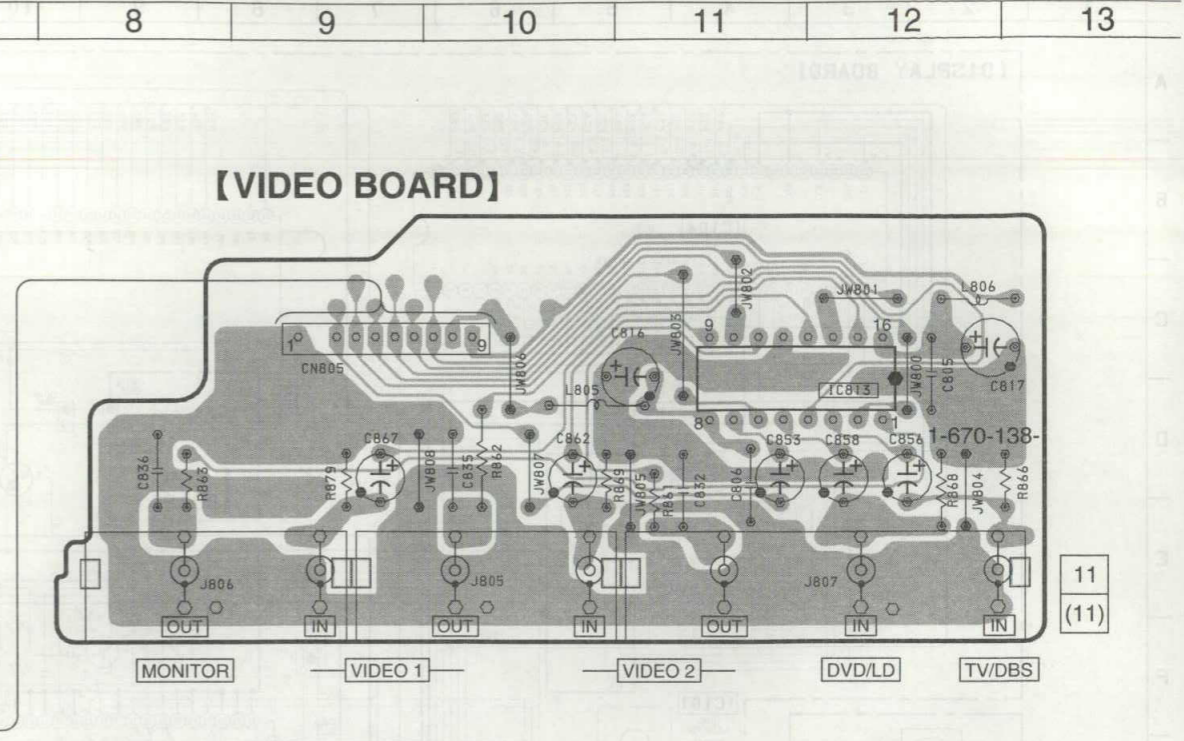 8 9 10 11 12 13
【VIDEO BOARD】
JW802
JW801
L806
C816
JW803
9
16
1
9
CN805
JW806
L805
IC813
JW800
C805
C817
8
1
1-670-138-
C836
R863
R879
C867
JW808
C835
R862
JW807
C862
R869
JW805
R861
C832
C806
C853
C858
C856
R868
JW804
R866
J806
J805
J807
11
(11)
OUT IN OUT IN OUT IN IN
MONITOR VIDEO 1 VIDEO 2 DVD/LD TV/DBS